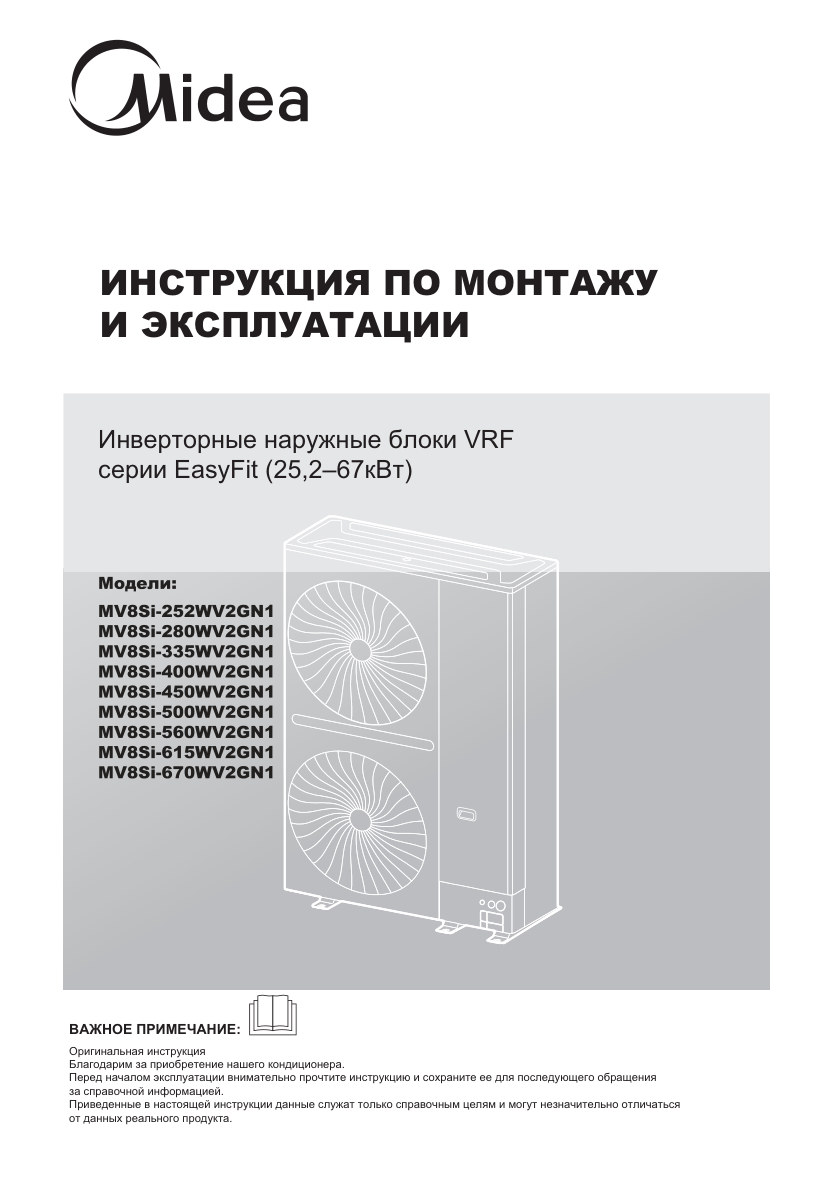 Midea
ИНСТРУКЦИЯ ПО МОНТАЖУ
И ЭКСПЛУАТАЦИИ
Инверторные наружные блоки VRF
серии EasyFit (25,2–67кВт)
Модели:
MV8Si-252WV2GN1
MV8Si-280WV2GN1
MV8Si-335WV2GN1
MV8Si-400WV2GN1
MV8Si-450WV2GN1
MV8Si-500WV2GN1
MV8Si-560WV2GN1
MV8Si-615WV2GN1
MV8Si-670WV2GN1
ВАЖНОЕ ПРИМЕЧАНИЕ:
Оригинальная инструкция
Благодарим за приобретение нашего кондиционера.
Перед началом эксплуатации внимательно прочтите инструкцию и сохраните ее для последующего обращения
за справочной информацией.
Приведенные в настоящей инструкции данные служат только справочным целям и могут незначительно отличаться
от данных реального продукта.